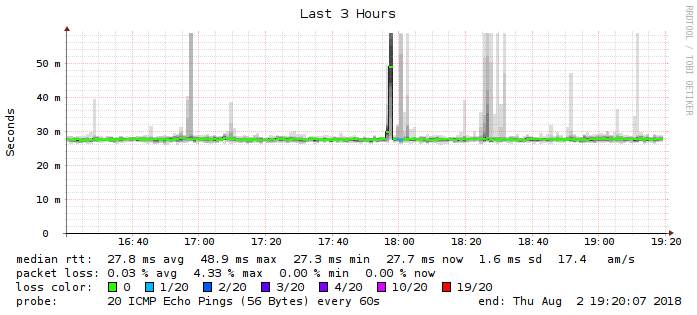 Last 3 Hours
RRDTOOL / TOBI OETIKER
Seconds
50 m
40 m
30 m
20 m
10 m
0
16:40 17:00 17:20 17:40 18:00 18:20 18:40 19:00 19:20
median rtt: 27.8 ms avg 48.9 ms max 27.3 ms min 27.7 ms now 1.6 ms sd 17.4 am/s
packet loss: 0.03 % avg 4.33 % max 0.00 % min 0.00 % now
loss color: 0 1/20 2/20 3/20 4/20 10/20 19/20
probe: 20 ICMP Echo Pings (56 Bytes) every 60s end: Thu Aug 2 19:20:07 2018